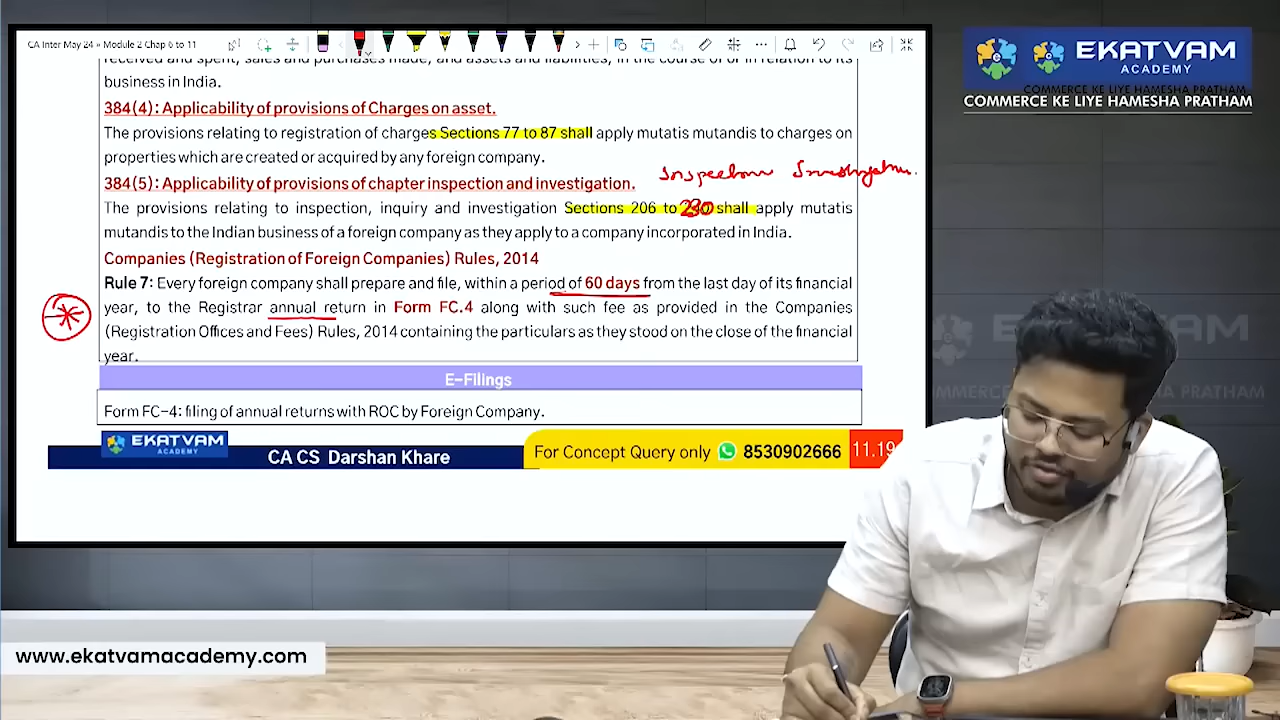 CA Inter May 24 » Module 2 Chap 6 to 11
received and spent, sales and purchases made, and assets and liabilities, in the course of or in relation to its
business in India.
384(4): Applicability of provisions of Charges on asset.
The provisions relating to registration of charges Sections 77 to 87 shall apply mutatis mutandis to charges on
properties which are created or acquired by any foreign company.
Inspection Investigation.
384(5): Applicability of provisions of chapter inspection and investigation.
The provisions relating to inspection, inquiry and investigation Sections 206 to shall apply mutatis
mutandis to the Indian business of a foreign company as they apply to a company incorporated in India.
Companies (Registration of Foreign Companies) Rules, 2014
Rule 7: Every foreign company shall prepare and file, within a period of 60 days from the last day of its financial
year, to the Registrar annual return in Form FC.4 along with such fee as provided in the Companies
(Registration Offices and Fees) Rules, 2014 containing the particulars as they stood on the close of the financial
year.
E-Filings
Form FC-4: filing of annual returns with ROC by Foreign Company.
EKATVAM
ACADEMY
CA CS Darshan Khare
For Concept Query only 8530902666
11.19
EKATVAM
ACADEMY
COMMERCE KE LIYE HAMESHA PRATHAM
COMMERCE KE LIYE HAMESHA PRATHAM
EKATVAM
COMMERCE KE LIYE HAMESHA PRATHAM
www.ekatvamacademy.com